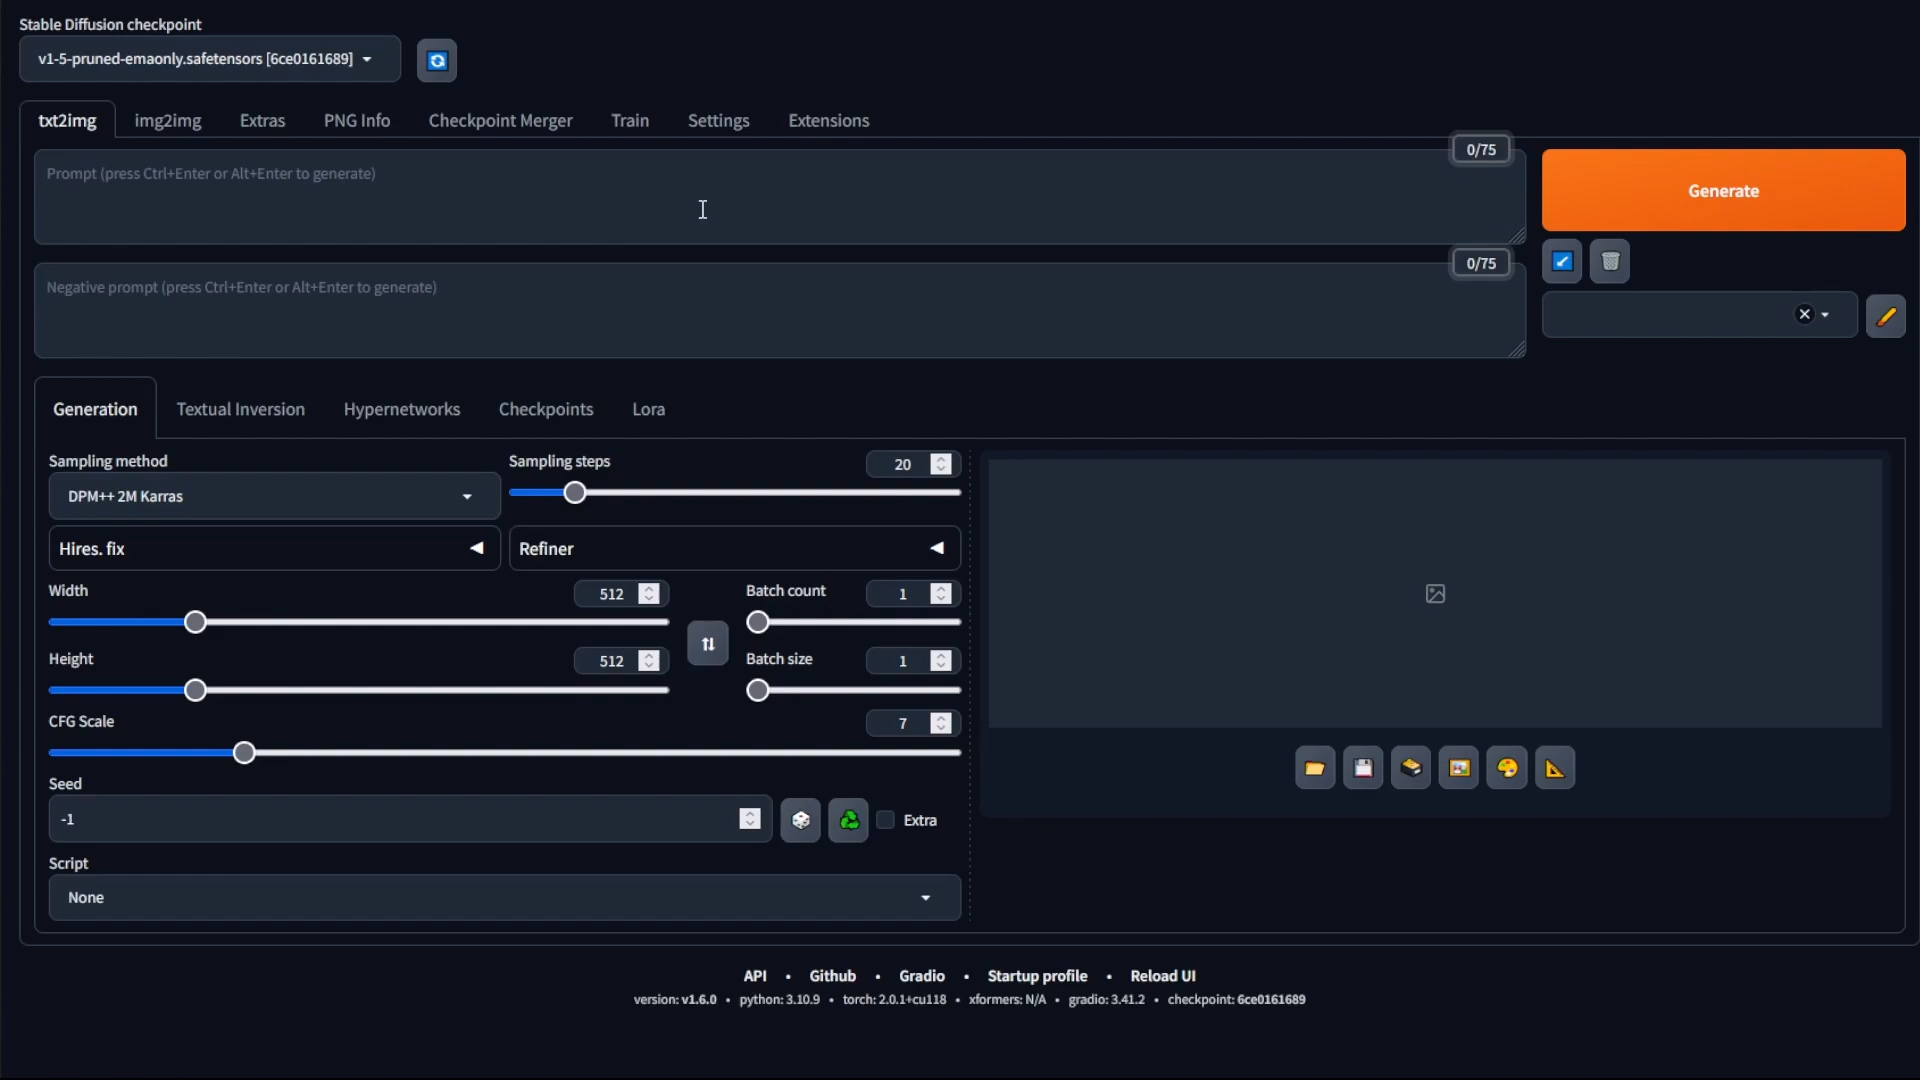 Stable Diffusion checkpoint
v1-5-pruned-emaonly.safetensors [6ce0161689]
txt2img img2img Extras PNG Info Checkpoint Merger Train Settings Extensions
0/75
Prompt (press Ctrl+Enter or Alt+Enter to generate)
Generate
0/75
Negative prompt (press Ctrl+Enter or Alt+Enter to generate)
Generation Textual Inversion Hypernetworks Checkpoints Lora
Sampling method
DPM++ 2M Karras
Sampling steps 20
Hires. fix
Refiner
Width 512
Batch count 1
Height 512
Batch size 1
CFG Scale 7
Seed
-1
Extra
Script
None
API • Github • Gradio • Startup profile • Reload UI
version: v1.6.0 • python: 3.10.9 • torch: 2.0.1+cu118 • xformers: N/A • gradio: 3.41.2 • checkpoint: 6ce0161689